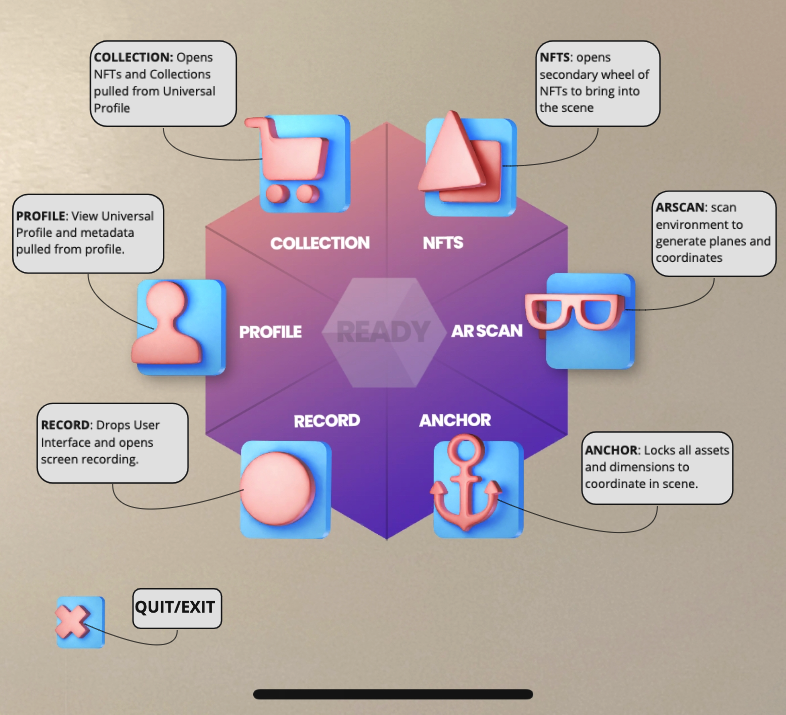 COLLECTION: Opens
NFTs and Collections
pulled from Universal
Profile
NFTS: opens
secondary wheel of
NFTs to bring into
the scene
PROFILE: View Universal
Profile and metadata
pulled from profile.
ARSCAN: scan
environment to
generate planes and
coordinates
COLLECTION
NFTS
PROFILE
READY
AR SCAN
RECORD
ANCHOR
RECORD: Drops User
Interface and opens
screen recording.
ANCHOR: Locks all assets
and dimensions to
coordinate in scene.
QUIT/EXIT